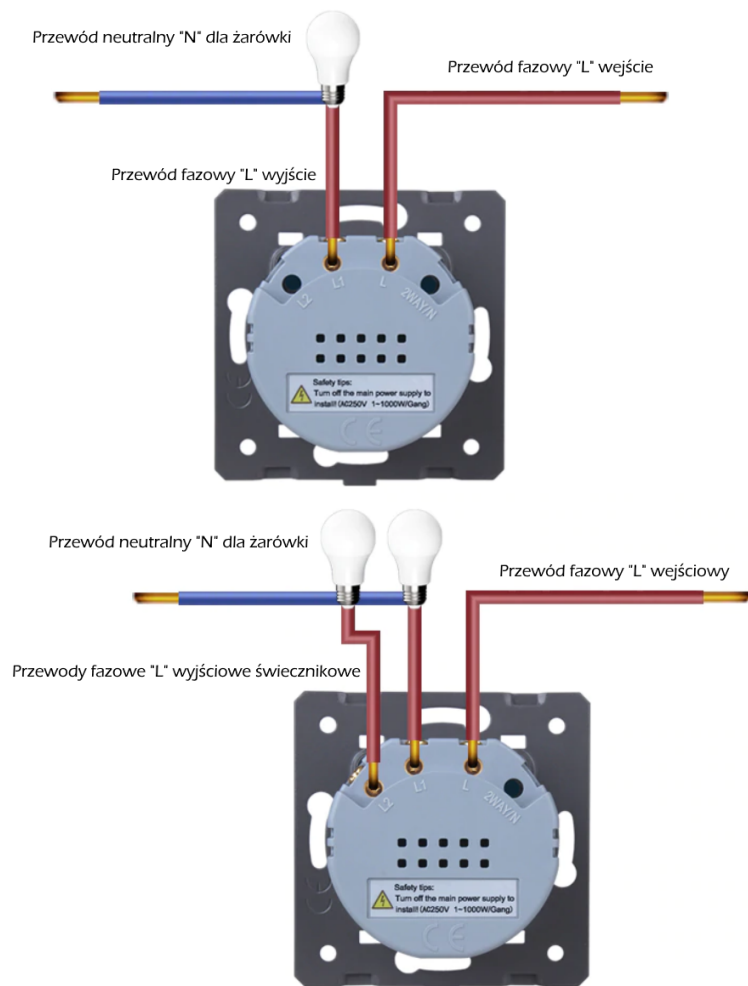 Przewód neutralny "N" dla żarówki
Przewód fazowy "L" wejście
Przewód fazowy "L" wyjście
L2
L1
L
2WAY/N
Safety tips:
Turn off the main power supply to
install! (AC250V 1~1000W/Gang)
CE
CE
Przewód neutralny "N" dla żarówki
Przewód fazowy "L" wejściowy
Przewody fazowe "L" wyjściowe świecznikowe
L2
L1
L
2WAY/N
Safety tips:
Turn off the main power supply to
install! (AC250V 1~1000W/Gang)
CE
CE